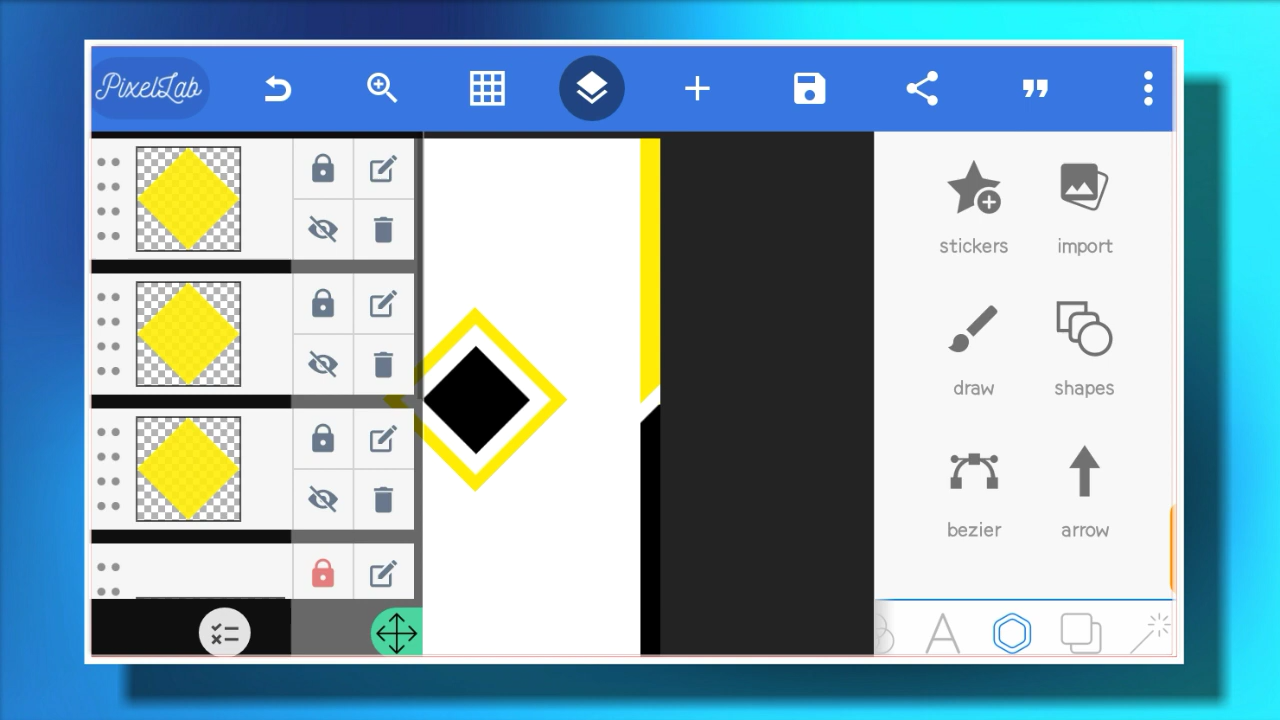 PixelLab
stickers
import
draw
shapes
bezier
arrow